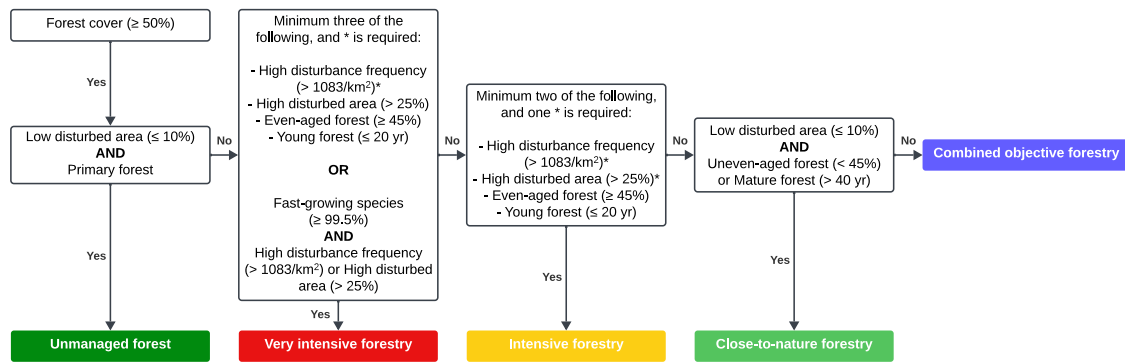 Forest cover (≥ 50%)
Yes
Low disturbed area (≤ 10%)
AND
Primary forest
No
Yes
Unmanaged forest
Minimum three of the
following, and * is required:
- High disturbance frequency
(> 1083/km²)*
- High disturbed area (> 25%)
- Even-aged forest (≥ 45%)
- Young forest (≤ 20 yr)
OR
Fast-growing species
(≥ 99.5%)
AND
High disturbance frequency
(> 1083/km²) or High disturbed
area (> 25%)
No
Yes
Very intensive forestry
Minimum two of the following,
and one * is required:
- High disturbance frequency
(> 1083/km²)*
- High disturbed area (> 25%)*
- Even-aged forest (≥ 45%)
- Young forest (≤ 20 yr)
No
Yes
Intensive forestry
Low disturbed area (≤ 10%)
AND
Uneven-aged forest (< 45%)
or Mature forest (> 40 yr)
No
Yes
Close-to-nature forestry
Combined objective forestry